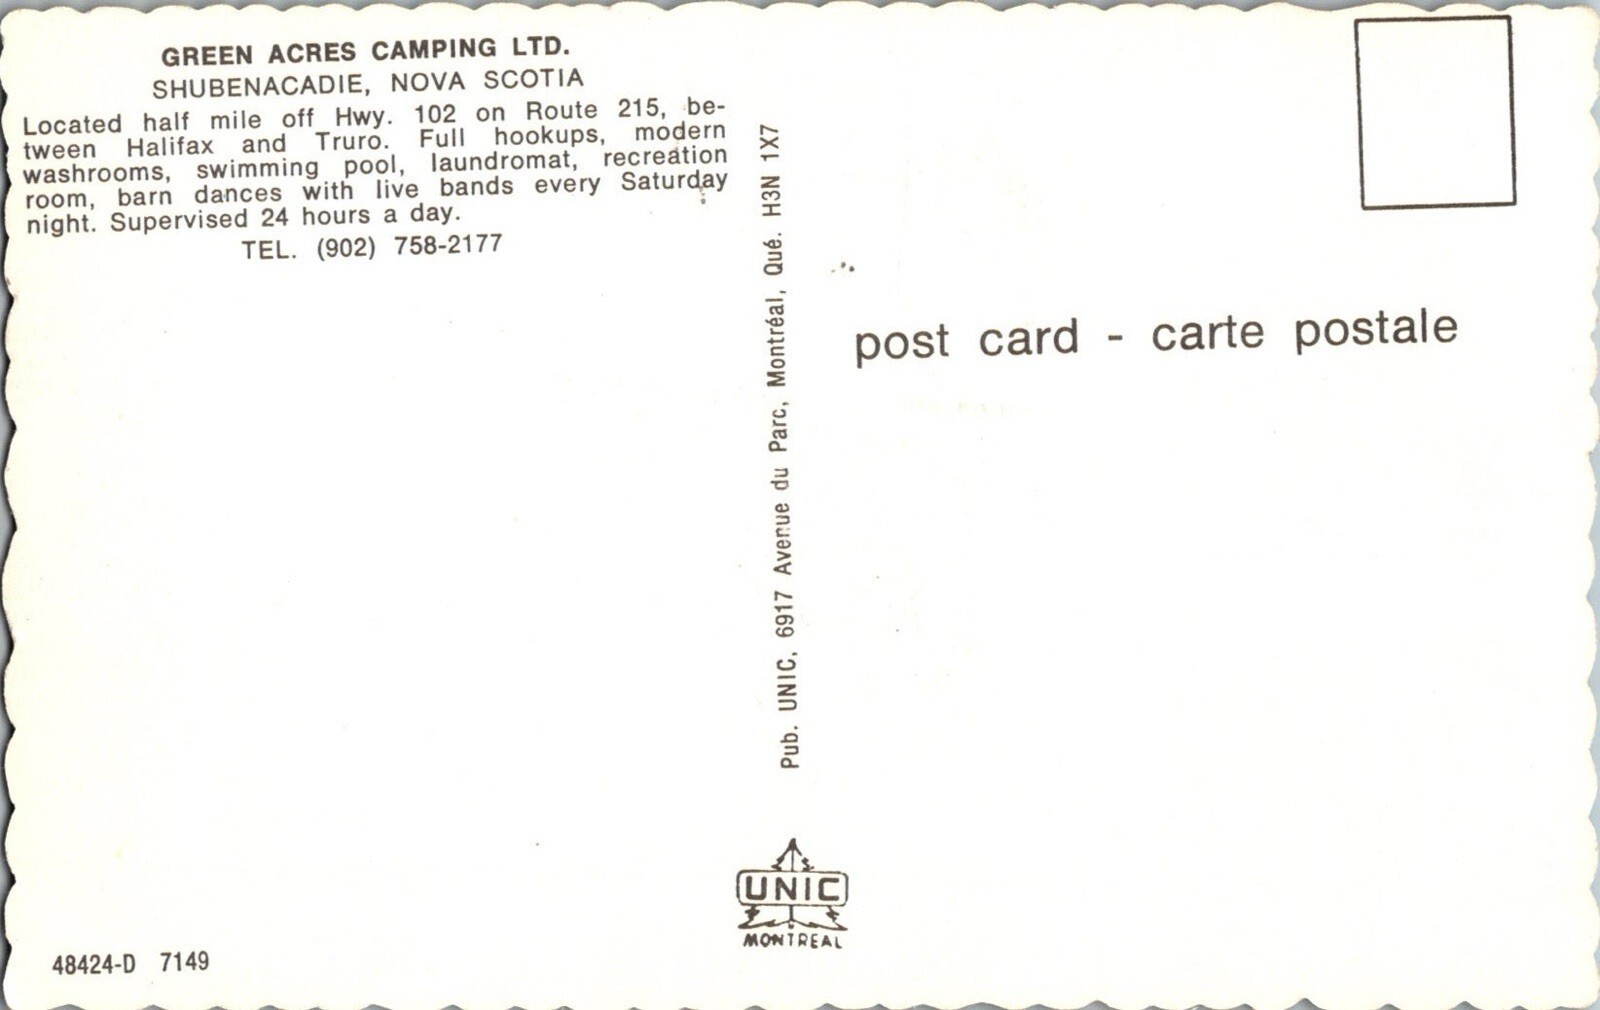 GREEN ACRES CAMPING LTD.
SHUBENACADIE, NOVA SCOTIA
Located half mile off Hwy. 102 on Route 215, be-
tween Halifax and Truro. Full hookups, modern
washrooms, swimming pool, laundromat, recreation
room, barn dances with live bands every Saturday
night. Supervised 24 hours a day.
TEL. (902) 758-2177
Pub. UNIC, 6917 Avenue du Parc, Montréal, Qué. H3N 1X7
post card - carte postale
UNIC
MONTREAL
48424-D 7149